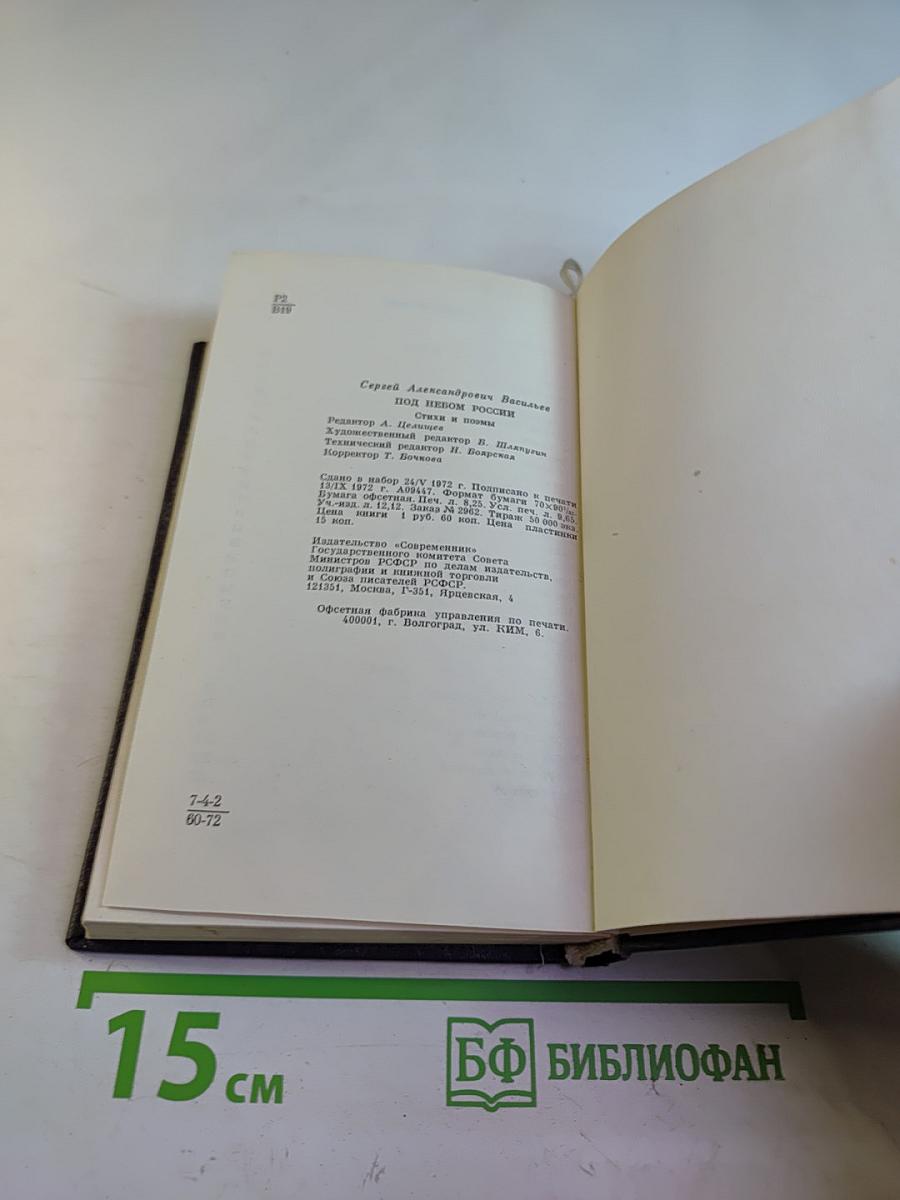 Р2
В19
Сергей Александрович Васильев
ПОД НЕБОМ РОССИИ
Стихи и поэмы
Редактор А. Целищев
Художественный редактор Б. Шляпугин
Технический редактор Н. Боярская
Корректор Т. Бочкова
Сдано в набор 24/V 1972 г. Подписано к печати
13/IX 1972 г. А09447. Формат бумаги 70×90¹/₃₂.
Бумага офсетная. Печ. л. 8,25. Усл. печ. л. 9,65.
Уч.-изд. л. 12,12. Заказ № 2962. Тираж 50 000 экз.
Цена книги 1 руб. 60 коп. Цена пластинки
15 коп.
Издательство «Современник»
Государственного комитета Совета
Министров РСФСР по делам издательств,
полиграфии и книжной торговли
и Союза писателей РСФСР.
121351, Москва, Г-351, Ярцевская, 4
Офсетная фабрика управления по печати.
400001, г. Волгоград, ул. КИМ, 6.
7-4-2
60-72
15 см
БФ БИБЛИОФАН